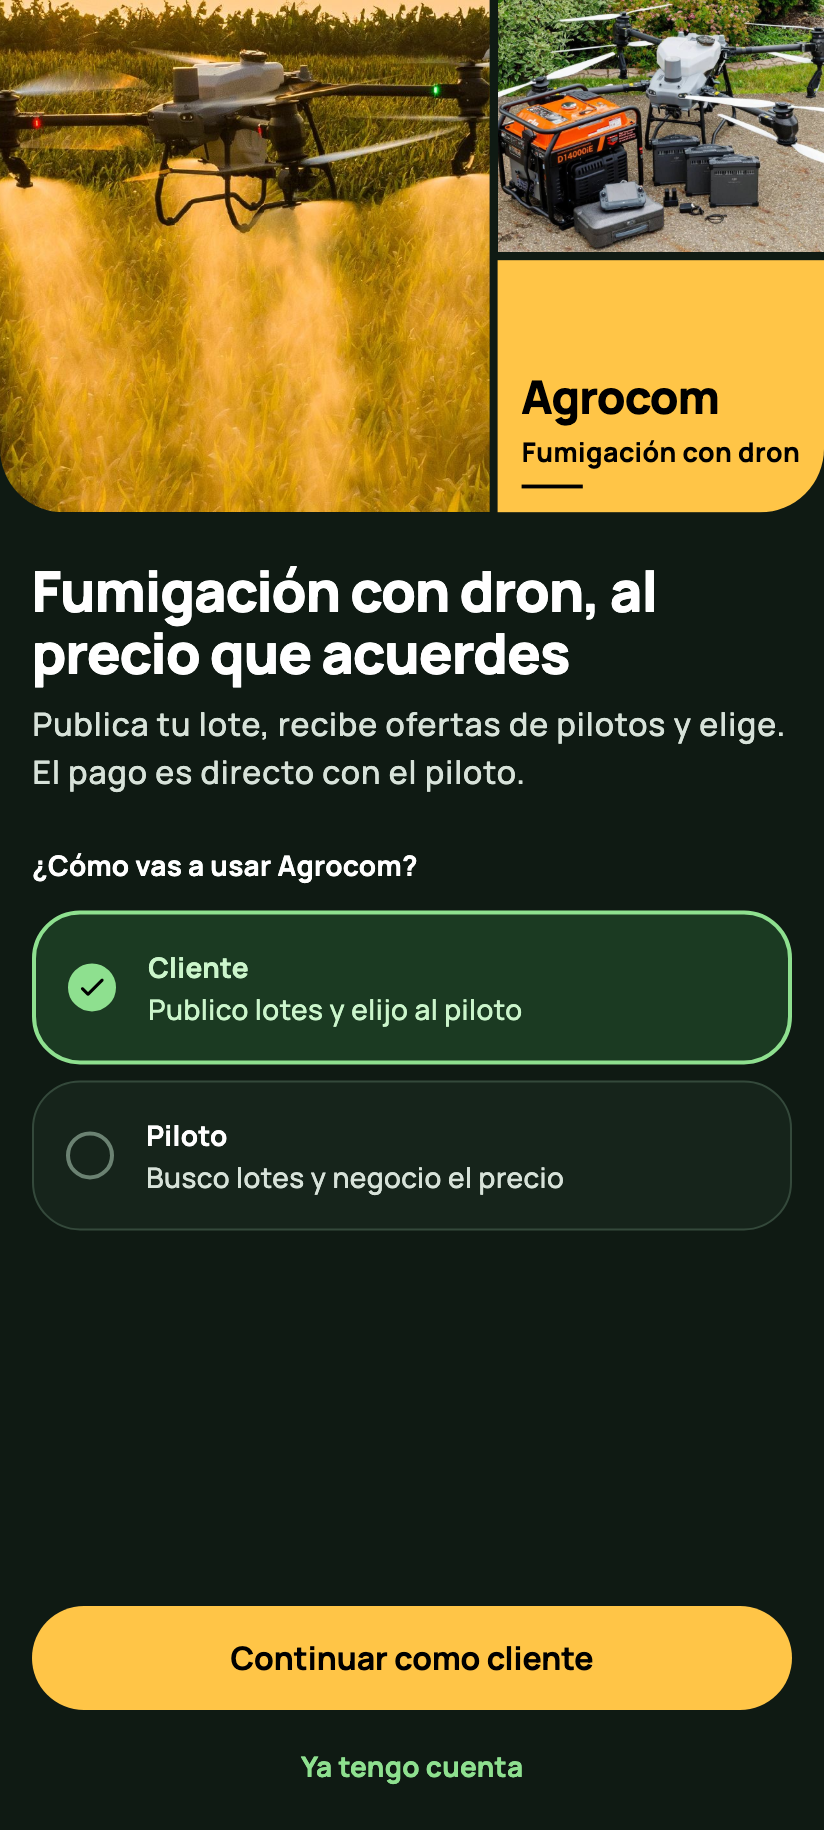 D14000iE
Agrocom
Fumigación con dron
Fumigación con dron, al
precio que acuerdes
Publica tu lote, recibe ofertas de pilotos y elige.
El pago es directo con el piloto.
¿Cómo vas a usar Agrocom?
Cliente
Publico lotes y elijo al piloto
Piloto
Busco lotes y negocio el precio
Continuar como cliente
Ya tengo cuenta